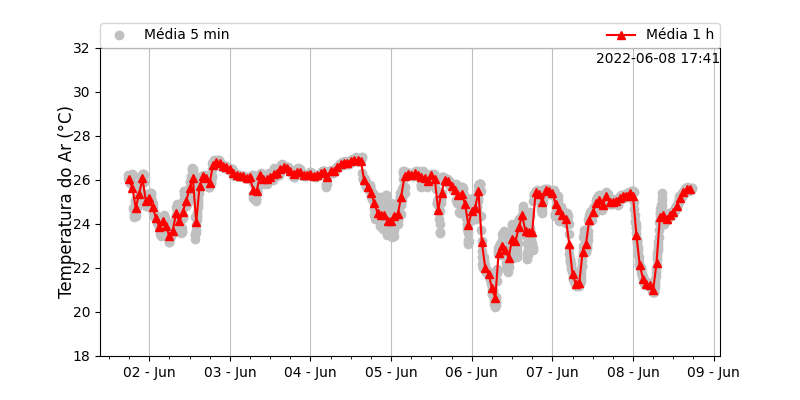 Média 5 min
Média 1 h
2022-06-08 17:41
Temperatura do Ar (°C)
32
30
28
26
24
22
20
18
02 - Jun
03 - Jun
04 - Jun
05 - Jun
06 - Jun
07 - Jun
08 - Jun
09 - Jun